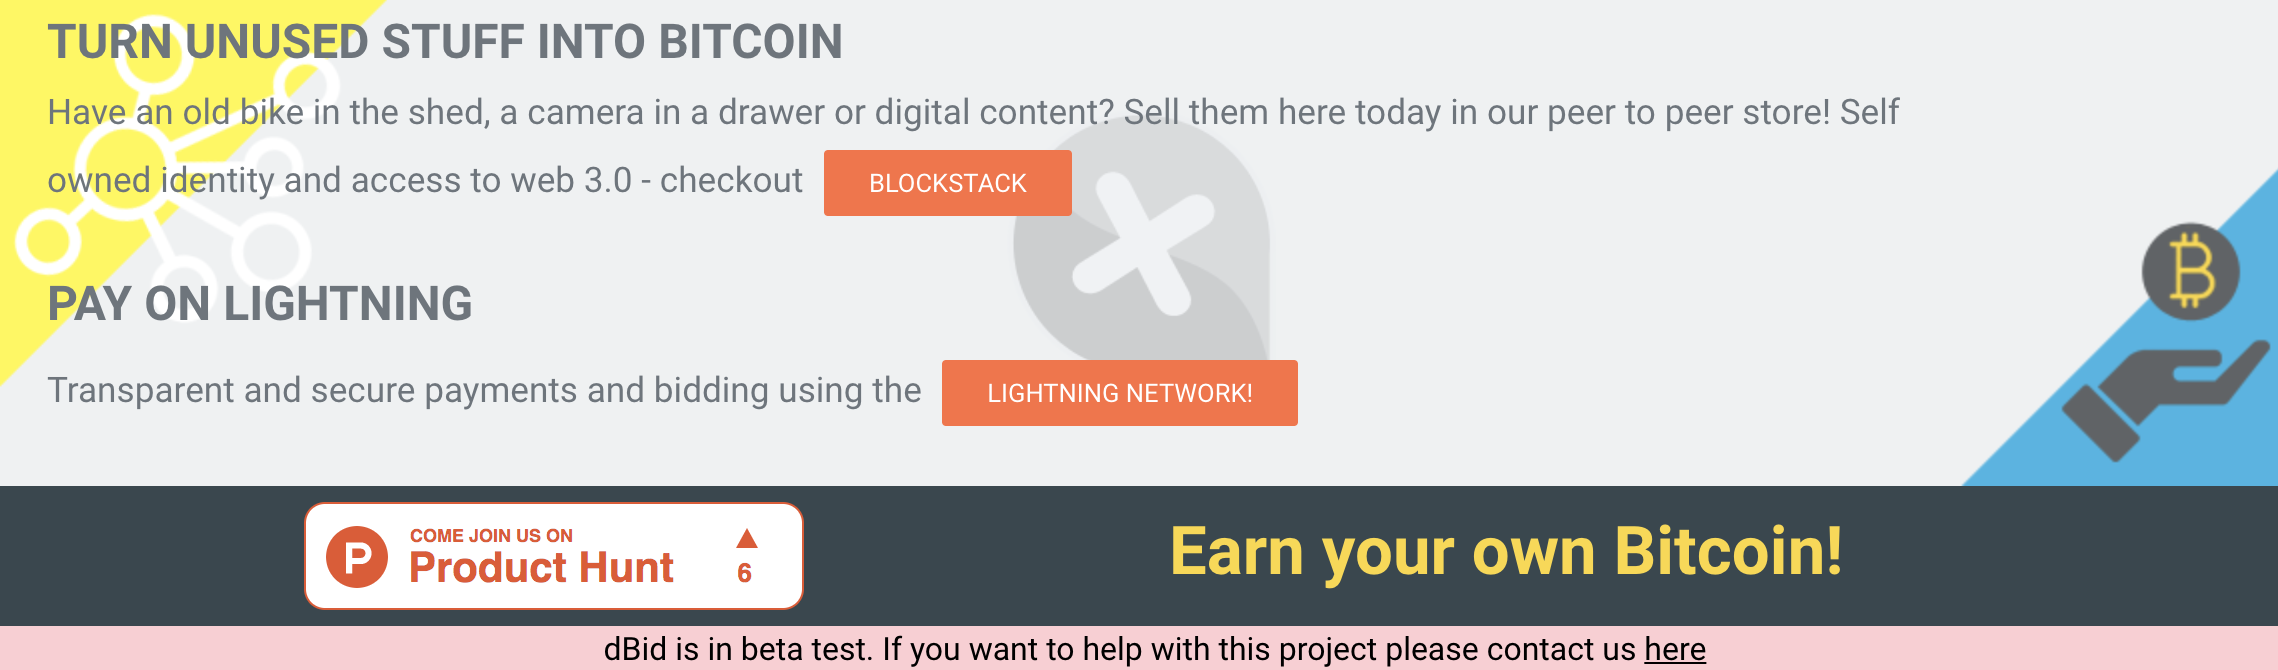 TURN UNUSED STUFF INTO BITCOIN
Have an old bike in the shed, a camera in a drawer or digital content? Sell them here today in our peer to peer store! Self
owned identity and access to web 3.0 - checkout BLOCKSTACK
PAY ON LIGHTNING
Transparent and secure payments and bidding using the LIGHTNING NETWORK!
P
COME JOIN US ON
Product Hunt
6
Earn your own Bitcoin!
dBid is in beta test. If you want to help with this project please contact us here